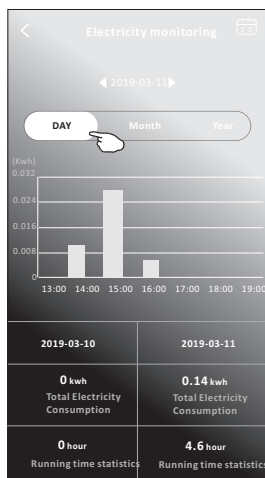 Electricity monitoring
2019-03-11
DAY Month Year
(Kwh)
0.032
0.024
0.016
0.008
0
13:00 14:00 15:00 16:00 17:00 18:00 19:00
2019-03-10 2019-03-11
0 kwh 0.14 kwh
Total Electricity Total Electricity
Consumption Consumption
0 hour 4.6 hour
Running time statistics Running time statistics